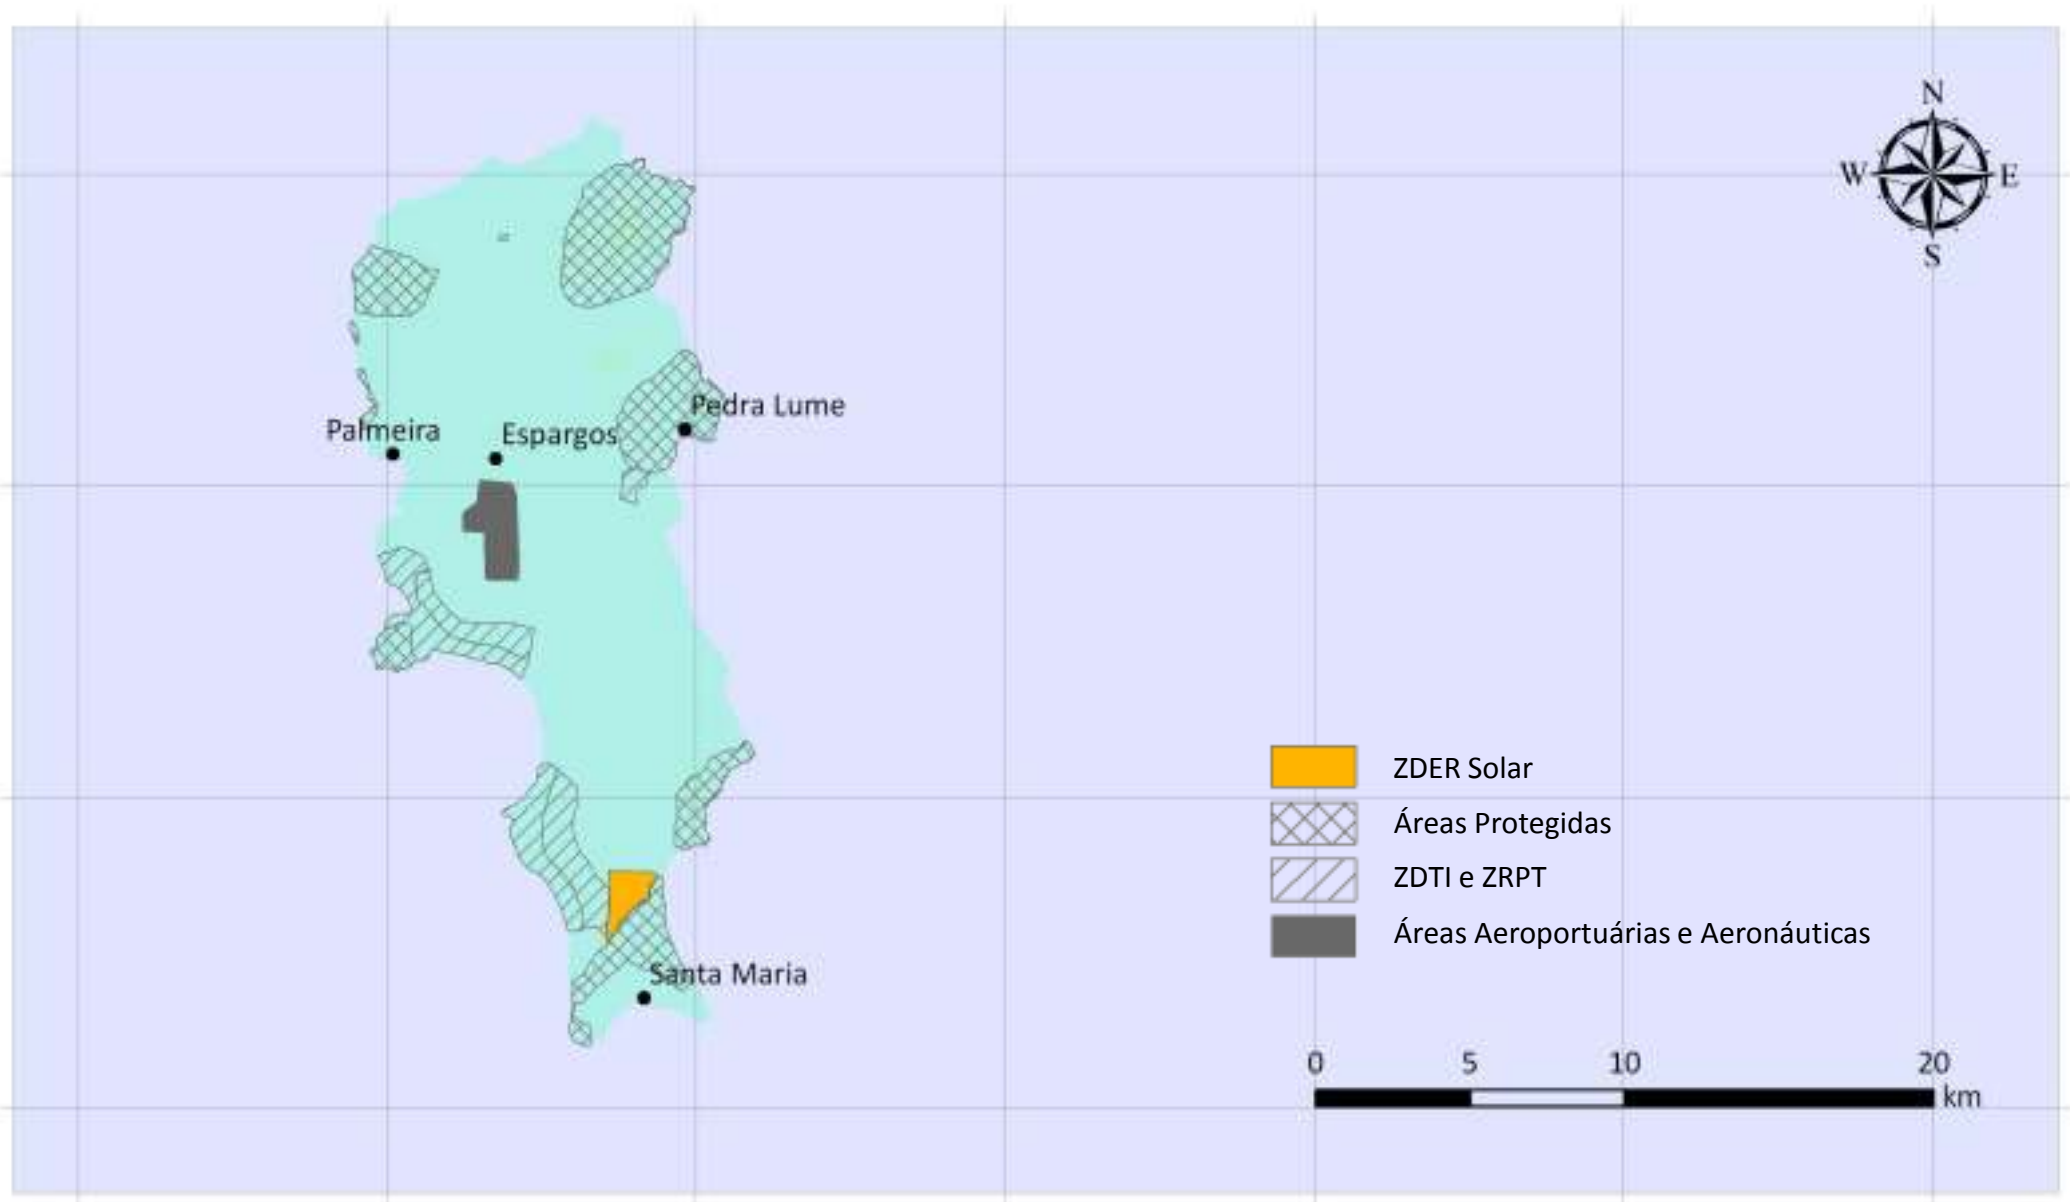 N
W E
S
Pedra Lume
Palmeira
Espargos
ZDER Solar
Áreas Protegidas
ZDTI e ZRPT
Áreas Aeroportuárias e Aeronáuticas
Santa Maria
0 5 10 20
km